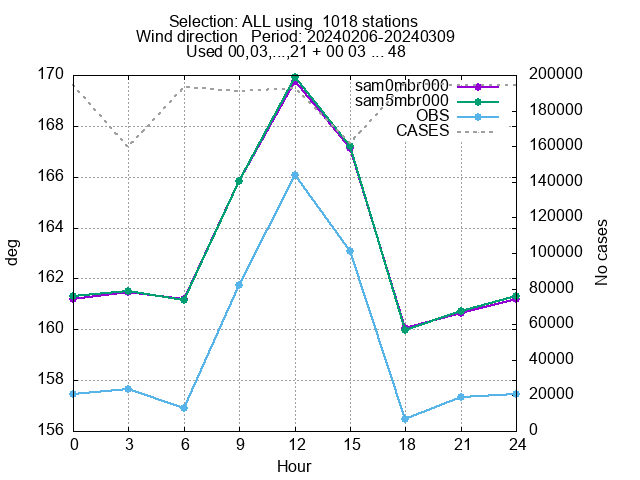 Selection: ALL using  1018 stations
Wind direction   Period: 20240206-20240309
Used 00,03,...,21 + 00 03 ... 48
sam0mbr000
sam5mbr000
OBS
CASES
170
168
166
164
162
160
158
156
deg
200000
180000
160000
140000
120000
100000
80000
60000
40000
20000
0
No cases
0 3 6 9 12 15 18 21 24
Hour